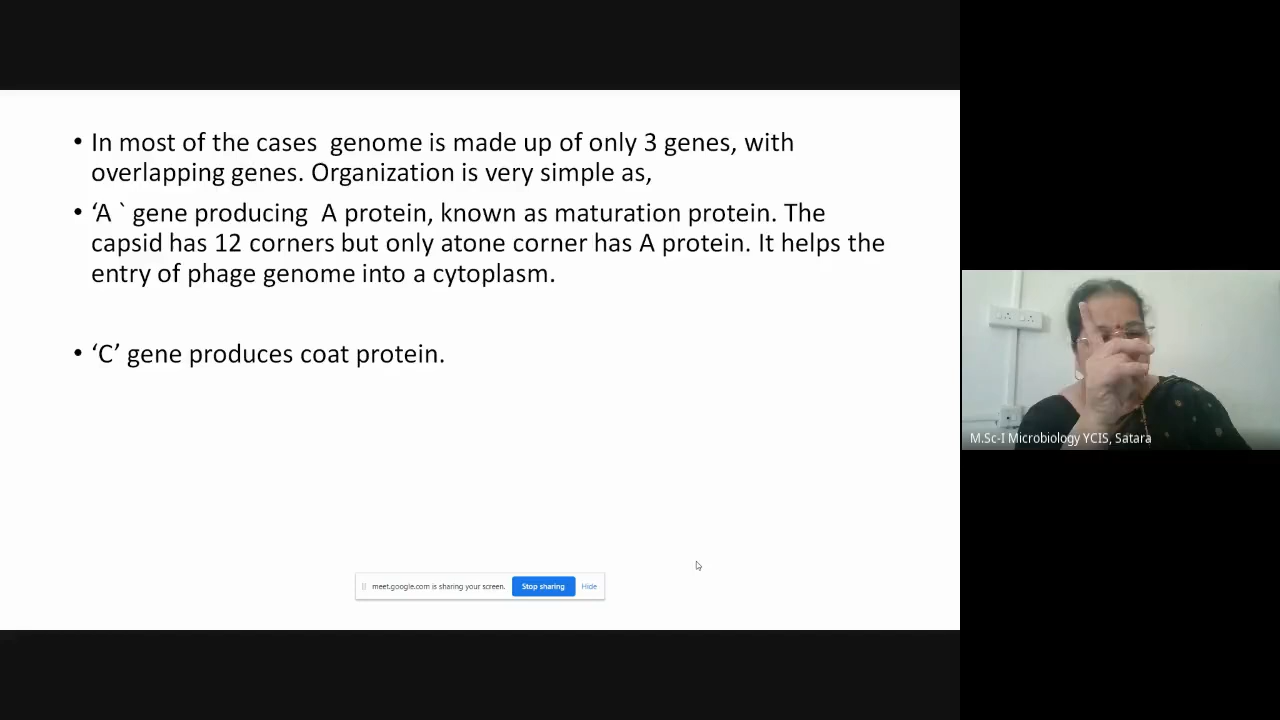 • In most of the cases  genome is made up of only 3 genes, with
overlapping genes. Organization is very simple as,
• ‘A ` gene producing  A protein, known as maturation protein. The
capsid has 12 corners but only atone corner has A protein. It helps the
entry of phage genome into a cytoplasm.
• ‘C’ gene produces coat protein.
M.Sc-I Microbiology YCIS, Satara
meet.google.com is sharing your screen. Stop sharing Hide